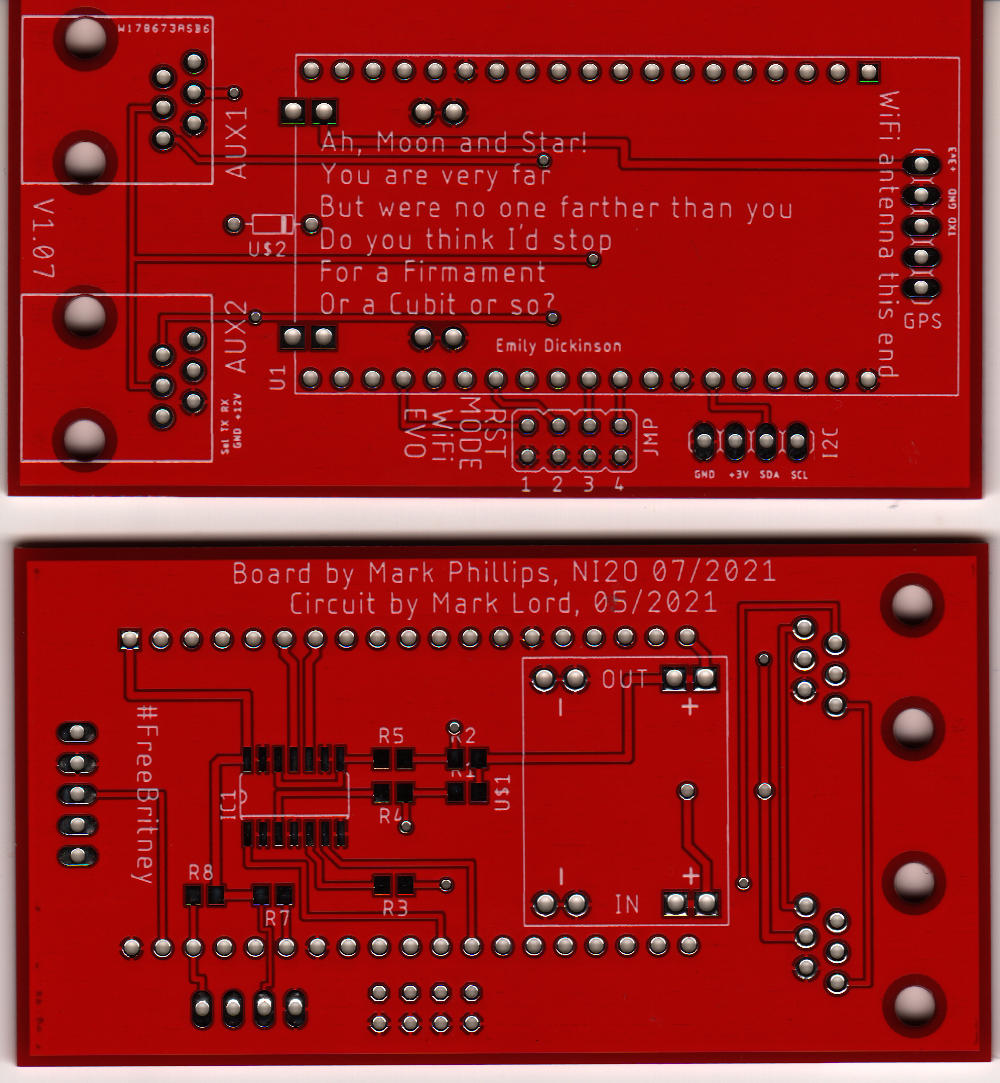 W178673ASB6
AUX1
Ah, Moon and Star!
You are very far
But were no one farther than you
Do you think I'd stop
For a Firmament
Or a Cubit or so?
Emily Dickinson
WiFi antenna this end
+3v3
GND
TXD
GPS
V1.07
U$2
AUX2
U1
Sel TX RX
GND +12V
RST
MODE
WiFi
EVO
JMP
1 2 3 4
I2C
GND +3V SDA SCL
Board by Mark Phillips, NI2O 07/2021
Circuit by Mark Lord, 05/2021
#FreeBritney
OUT
- +
R5
R2
IC1
R4
U$1
R8
R7
R3
- +
IN